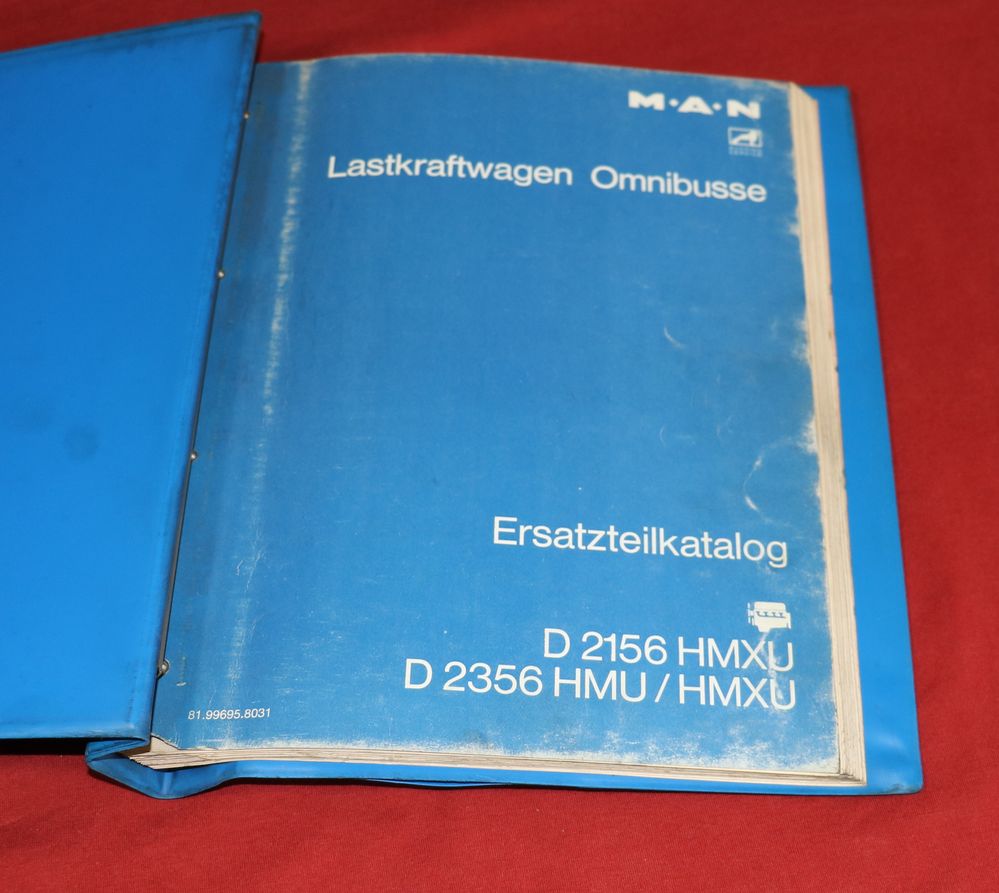 M·A·N
Lastkraftwagen Omnibusse
Ersatzteilkatalog
D 2156 HMXU
D 2356 HMU / HMXU
81.99695.8031